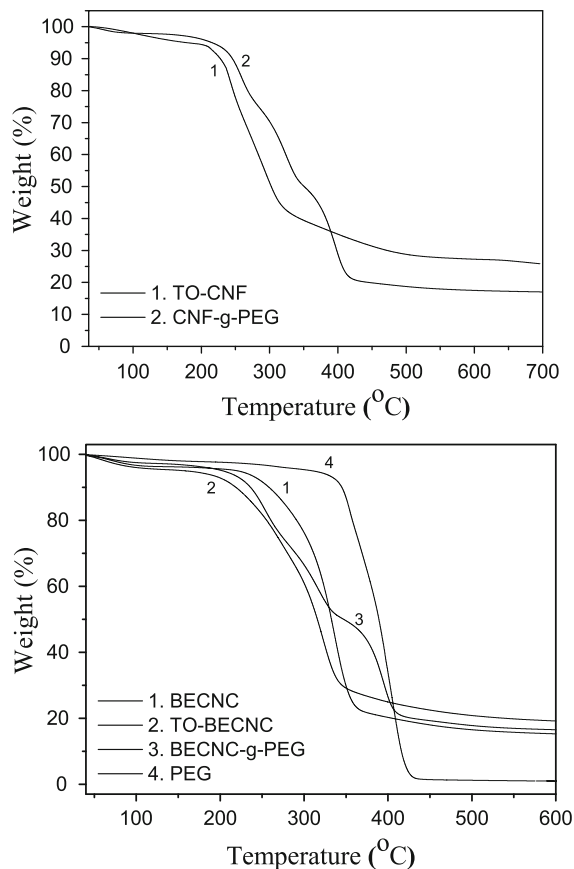 100
90
80
70
60
50
40
30
20
10
0
Weight (%)
1
2
1. TO-CNF
2. CNF-g-PEG
100 200 300 400 500 600 700
Temperature (°C)
100
80
60
40
20
0
Weight (%)
4
1
2
3
1. BECNC
2. TO-BECNC
3. BECNC-g-PEG
4. PEG
100 200 300 400 500 600
Temperature (°C)